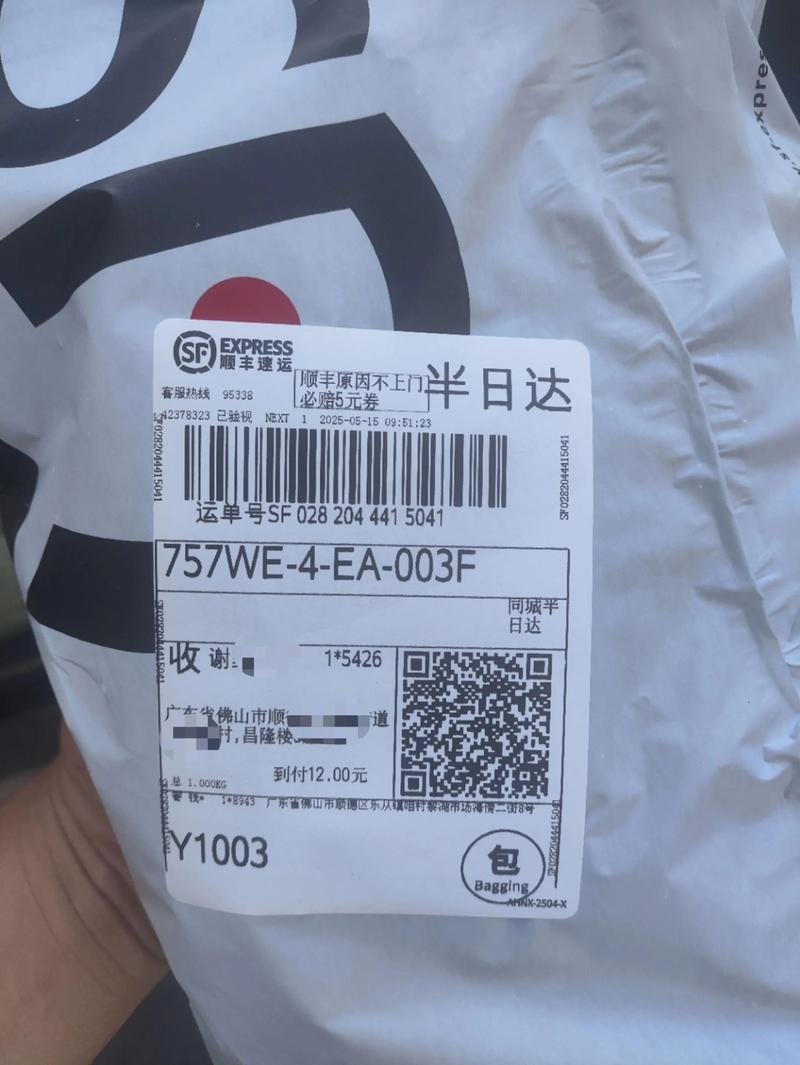 SF EXPRESS
顺丰速运
客服热线 95338
顺丰原因不上门
必赔5元券
半日达
42378323 已验视 NEXT 1 2025-05-15 09:51:23
运单号SF 028 204 441 5041
SF0282044415041
SF0282044415041
757WE-4-EA-003F
同城半
日达
收 谢 1*5426
广东省佛山市顺 道
村,昌隆楼
总 1.000KG
到付12.00元
1*8943 广东省佛山市顺德区
Y1003
包
Bagging
AHNX-2504-X